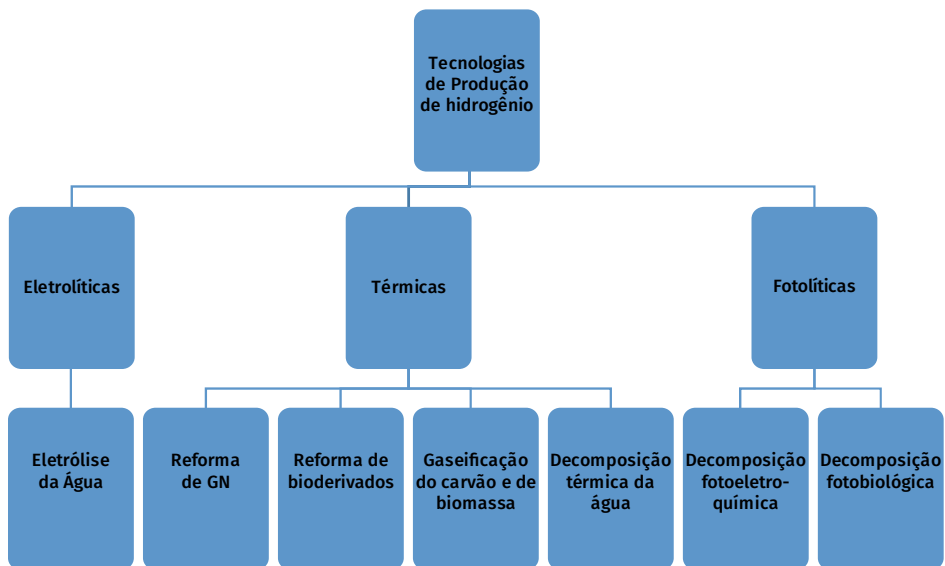 Tecnologias
de Produção
de hidrogênio
Eletrolíticas
Térmicas
Fotolíticas
Eletrólise
da Água
Reforma
de GN
Reforma de
bioderivados
Gaseificação
do carvão e de
biomassa
Decomposição
térmica da
água
Decomposição
fotoeletro-
química
Decomposição
fotobiológica